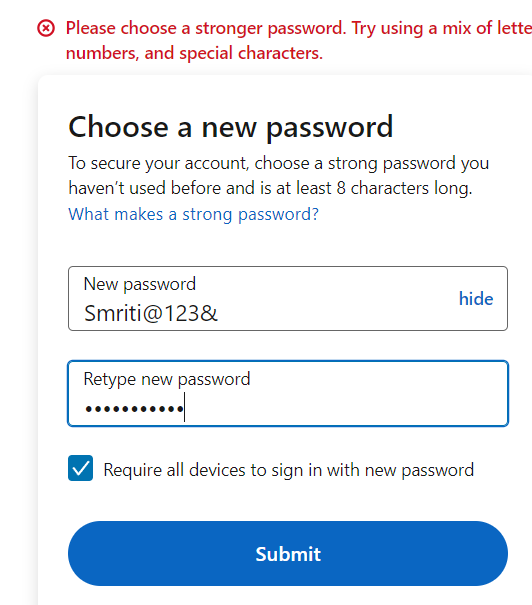 Please choose a stronger password. Try using a mix of lette
numbers, and special characters.
Choose a new password
To secure your account, choose a strong password you
haven’t used before and is at least 8 characters long.
What makes a strong password?
New password
Smriti@123&
hide
Retype new password
•••••••••••
Require all devices to sign in with new password
Submit